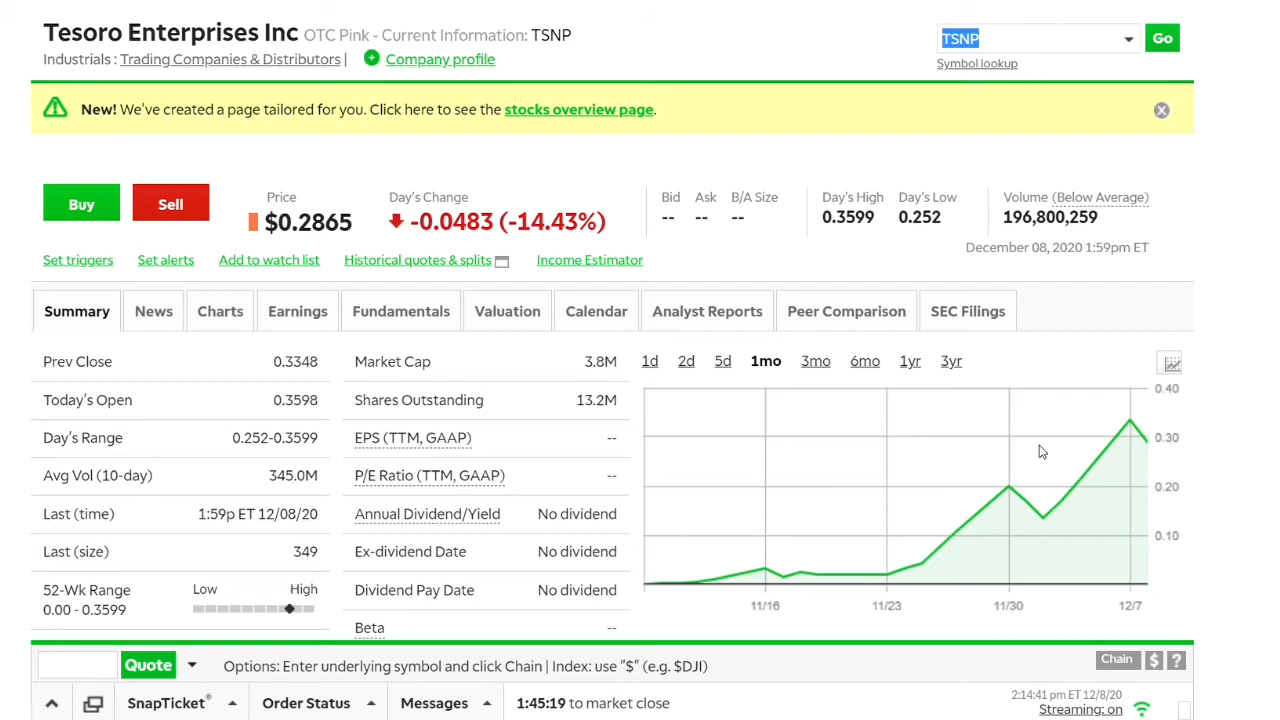 Tesoro Enterprises Inc OTC Pink - Current Information: TSNP
TSNP
Go
Industrials : Trading Companies & Distributors | + Company profile
Symbol lookup
New! We've created a page tailored for you. Click here to see the stocks overview page.
Buy
Sell
Price
$0.2865
Day's Change
-0.0483 (-14.43%)
Bid Ask B/A Size
-- -- --
Day's High Day's Low
0.3599 0.252
Volume (Below Average)
196,800,259
December 08, 2020 1:59pm ET
Set triggers Set alerts Add to watch list Historical quotes & splits Income Estimator
Summary News Charts Earnings Fundamentals Valuation Calendar Analyst Reports Peer Comparison SEC Filings
Prev Close 0.3348
Today's Open 0.3598
Day's Range 0.252-0.3599
Avg Vol (10-day) 345.0M
Last (time) 1:59p ET 12/08/20
Last (size) 349
52-Wk Range Low High
0.00 - 0.3599
Market Cap 3.8M
Shares Outstanding 13.2M
EPS (TTM, GAAP) --
P/E Ratio (TTM, GAAP) --
Annual Dividend/Yield No dividend
Ex-dividend Date No dividend
Dividend Pay Date No dividend
Beta --
1d 2d 5d 1mo 3mo 6mo 1yr 3yr
0.40
0.30
0.20
0.10
11/16 11/23 11/30 12/7
Quote Options: Enter underlying symbol and click Chain | Index: use "$" (e.g. $DJI)
Chain $ ?
SnapTicket® Order Status Messages 1:45:19 to market close
2:14:41 pm ET 12/8/20
Streaming: on